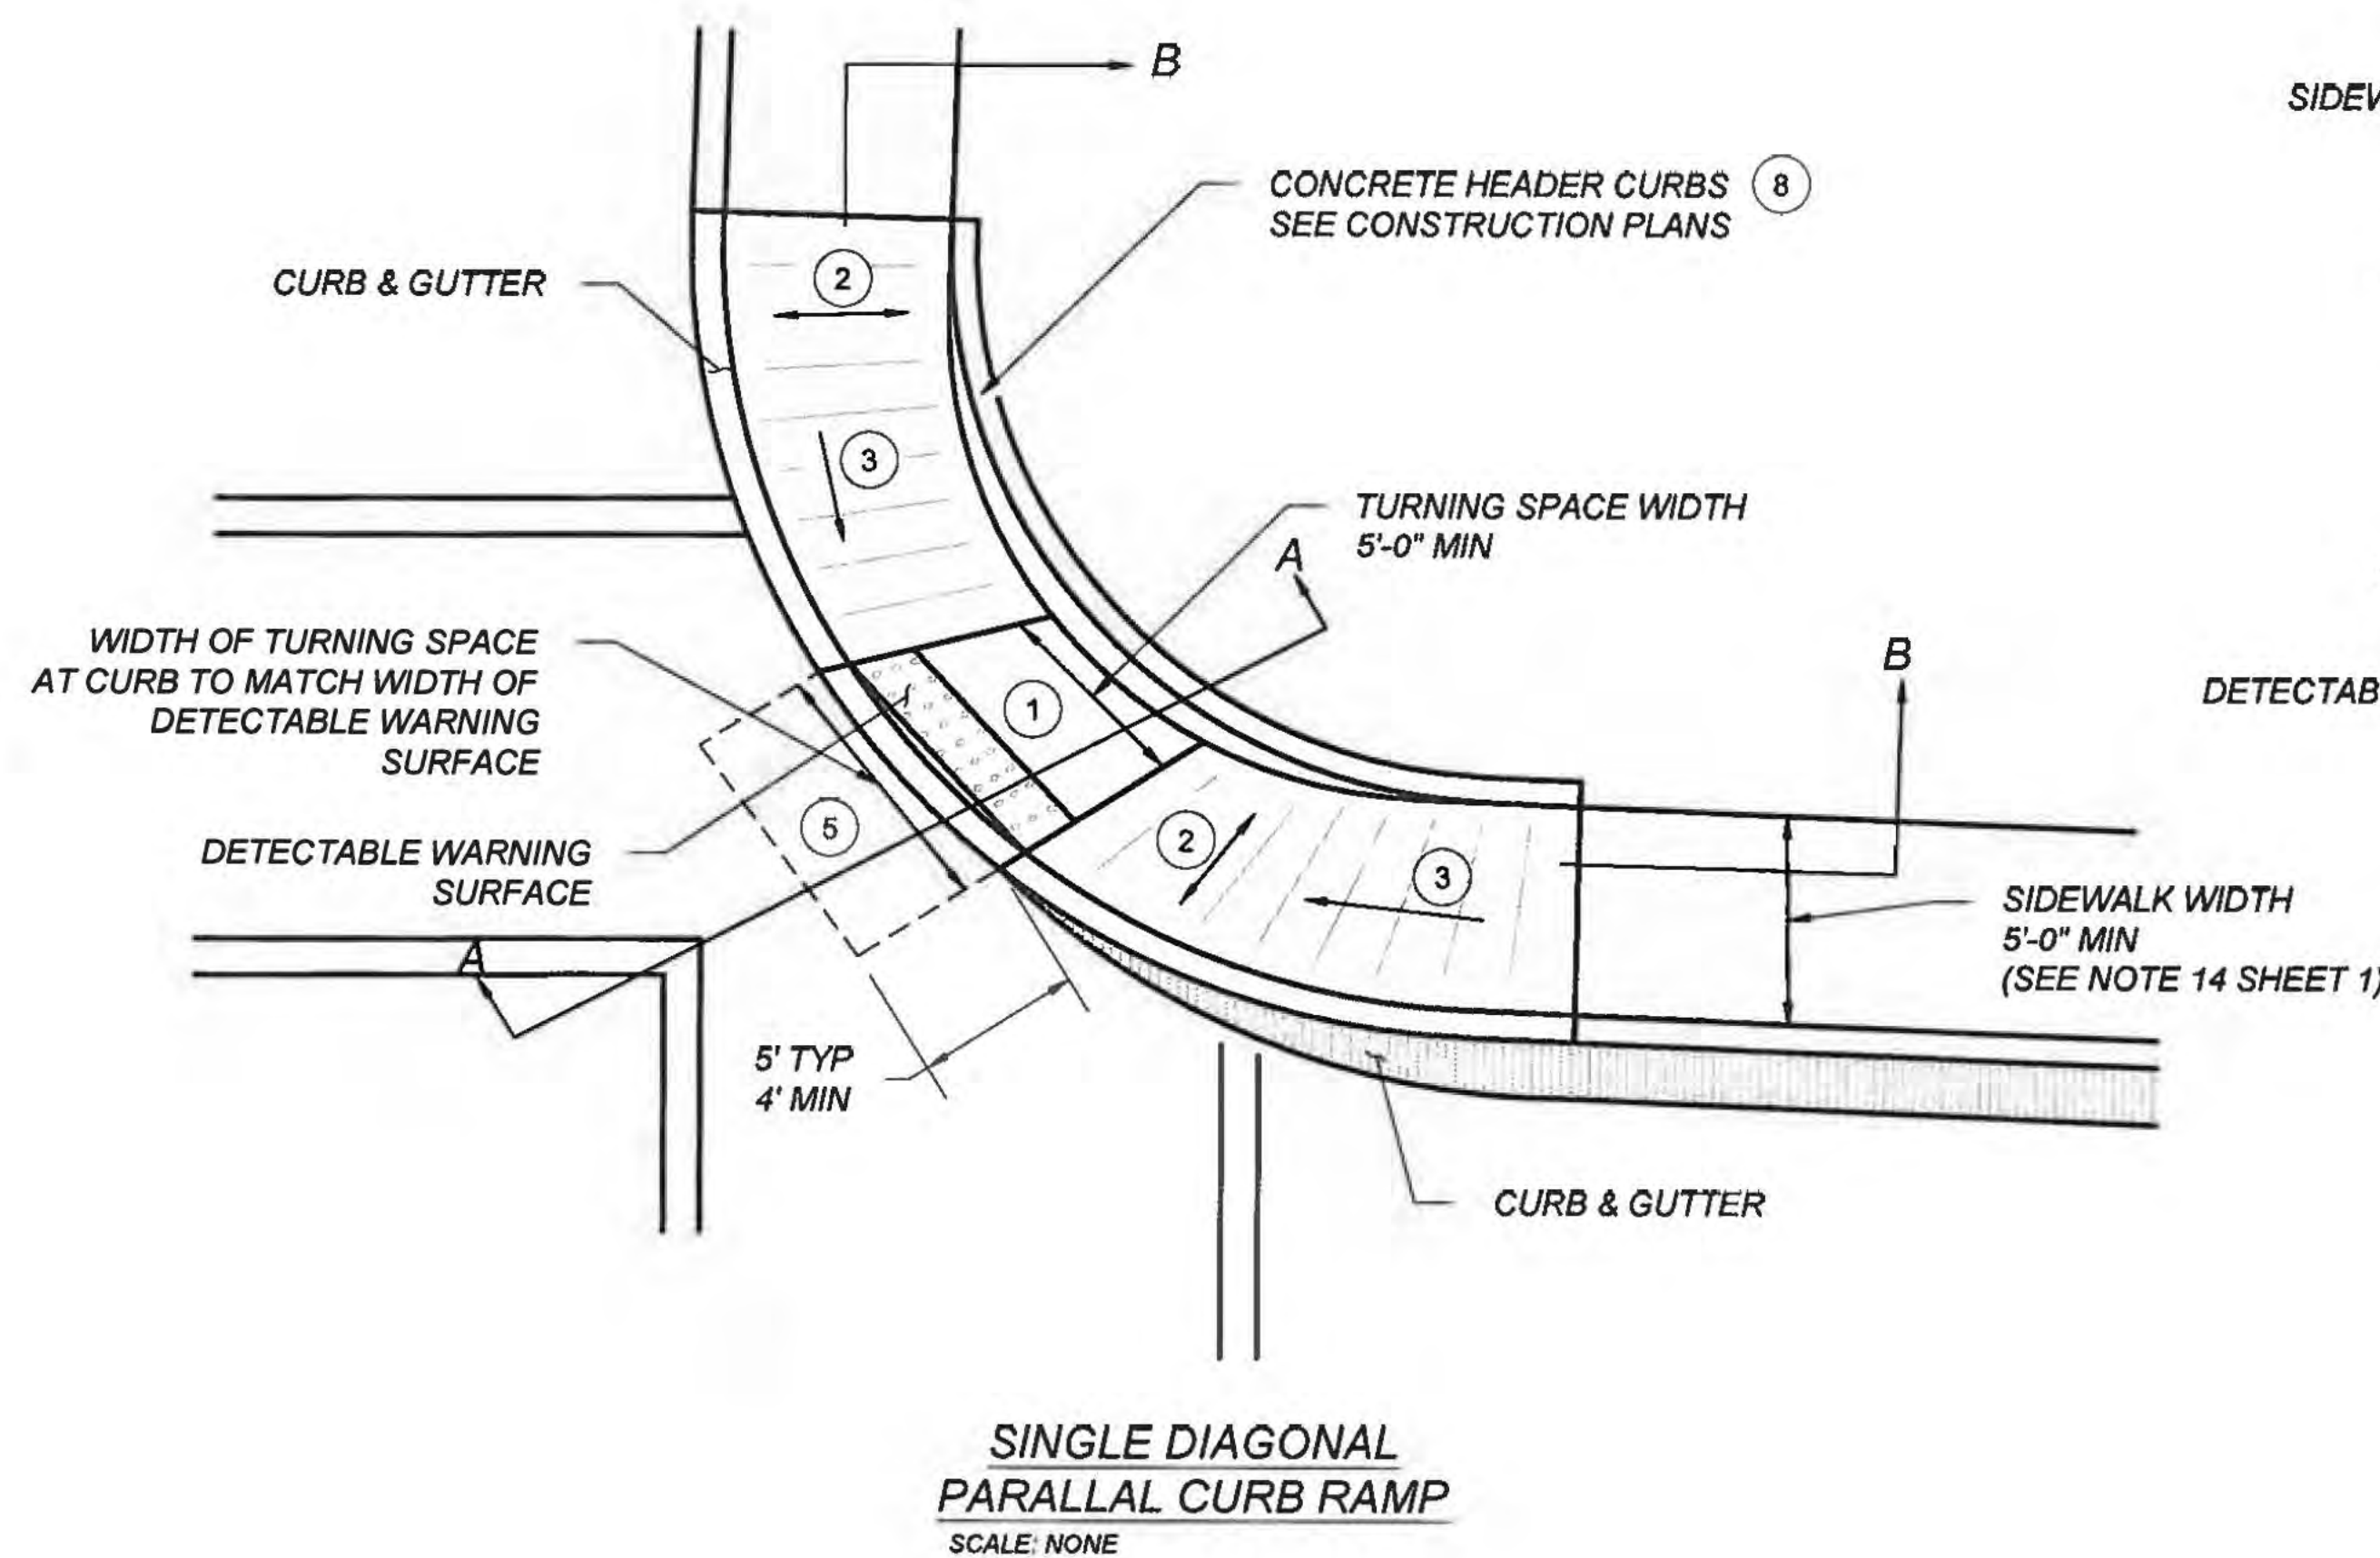 B
SIDEW
CONCRETE HEADER CURBS 8
SEE CONSTRUCTION PLANS
CURB & GUTTER
2
3
TURNING SPACE WIDTH
5'-0" MIN
A
WIDTH OF TURNING SPACE
AT CURB TO MATCH WIDTH OF
DETECTABLE WARNING
SURFACE
B
DETECTAB
1
5
2
3
DETECTABLE WARNING
SURFACE
SIDEWALK WIDTH
5'-0" MIN
(SEE NOTE 14 SHEET 1)
A
5' TYP
4' MIN
CURB & GUTTER
SINGLE DIAGONAL
PARALLAL CURB RAMP
SCALE: NONE